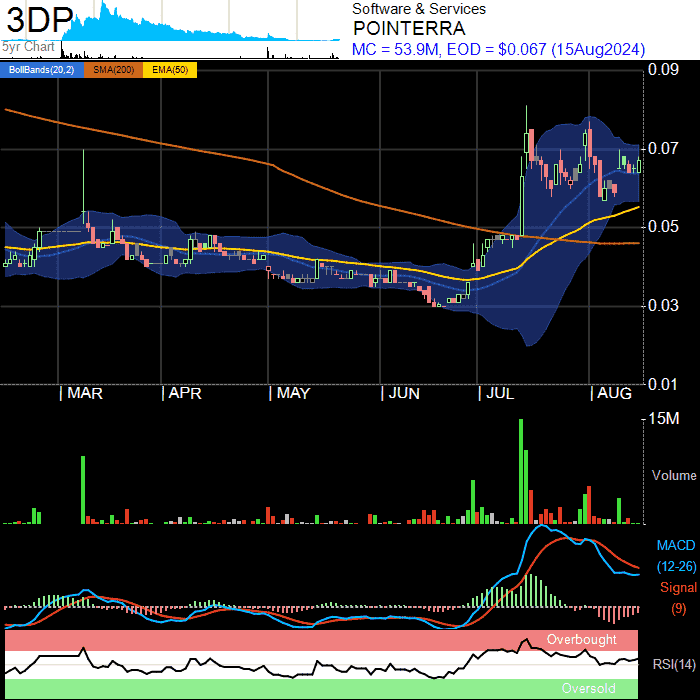 3DP
5yr Chart
Software & Services
POINTERRA
MC = 53.9M, EOD = $0.067 (15Aug2024)
BollBands(20,2) SMA(200) EMA(50)
0.09
0.07
0.05
0.03
0.01
MAR APR MAY JUN JUL AUG
15M
Volume
MACD
(12-26)
Signal
(9)
Overbought
RSI(14)
Oversold